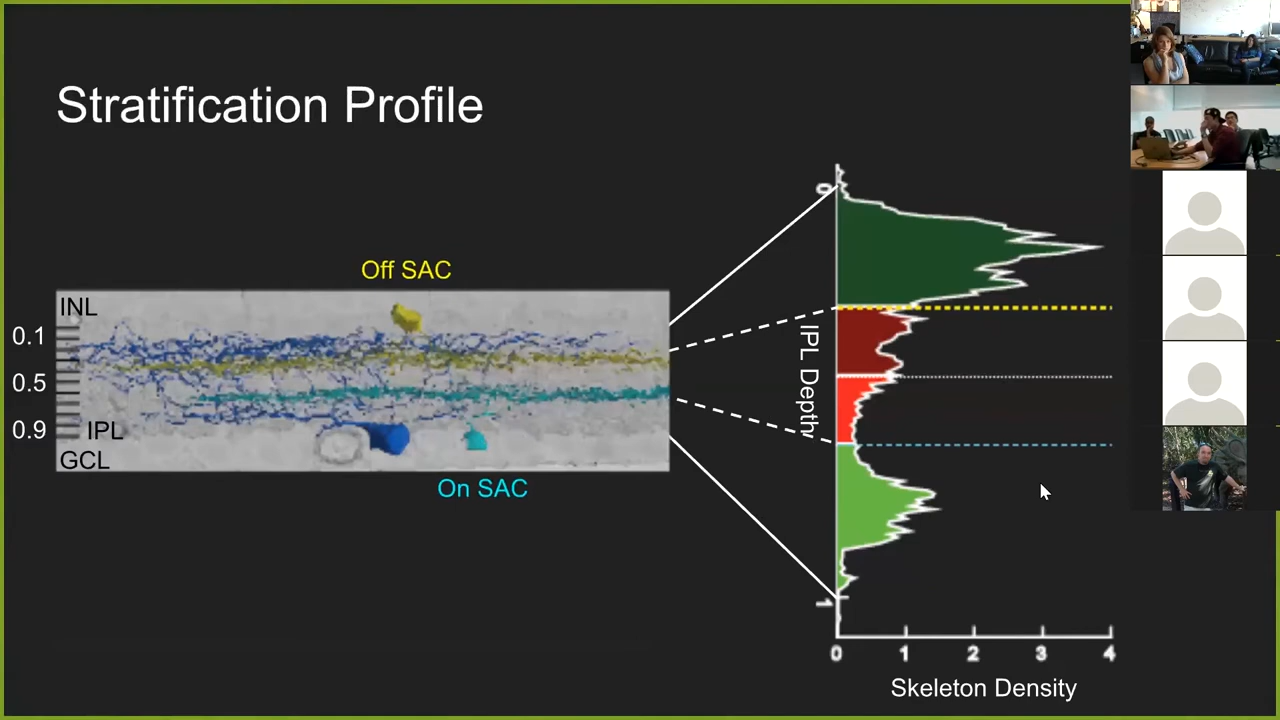 Stratification Profile
Off SAC
INL
0.1
0.5
0.9
IPL
GCL
On SAC
0
IPL Depth
1
0 1 2 3 4
Skeleton Density